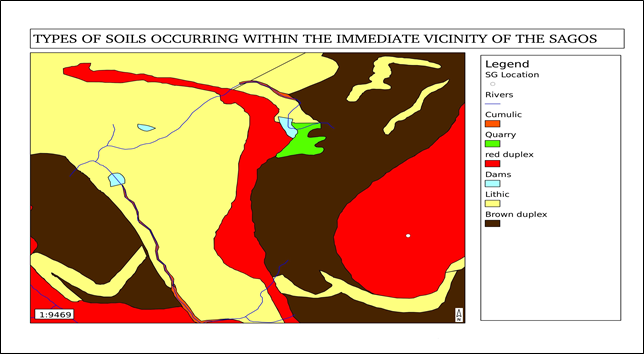 TYPES OF SOILS OCCURRING WITHIN THE IMMEDIATE VICINITY OF THE SAGOS
Legend
SG Location
Rivers
Cumulic
Quarry
red duplex
Dams
Lithic
Brown duplex
1:9469